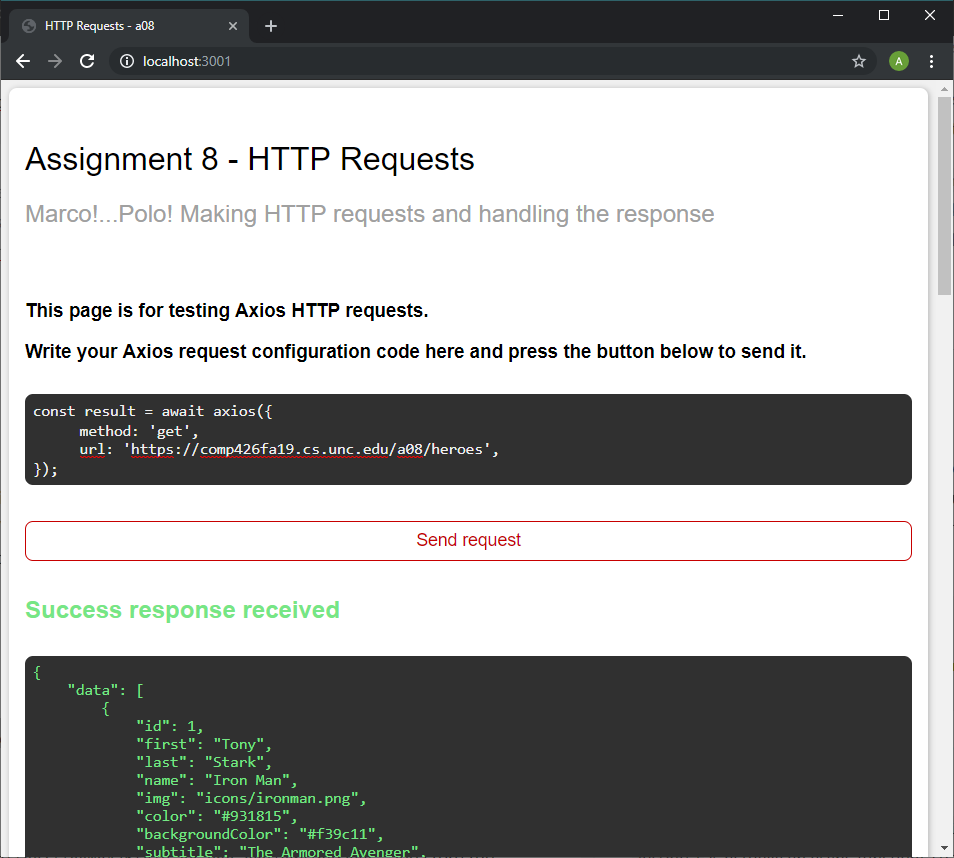 HTTP Requests - a08
localhost:3001
A
Assignment 8 - HTTP Requests
Marco!...Polo! Making HTTP requests and handling the response
This page is for testing Axios HTTP requests.
Write your Axios request configuration code here and press the button below to send it.
const result = await axios({
method: 'get',
url: 'https://comp426fa19.cs.unc.edu/a08/heroes',
});
Send request
Success response received
{
"data": [
{
"id": 1,
"first": "Tony",
"last": "Stark",
"name": "Iron Man",
"img": "icons/ironman.png",
"color": "#931815",
"backgroundColor": "#f39c11",
"subtitle": "The Armored Avenger",